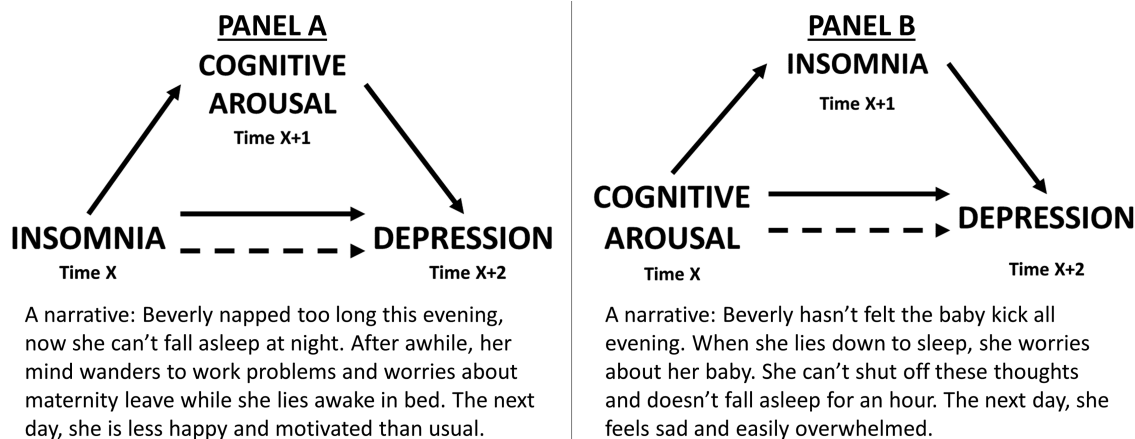 PANEL A
COGNITIVE
AROUSAL
Time X+1
INSOMNIA
Time X
DEPRESSION
Time X+2
A narrative: Beverly napped too long this evening,
now she can't fall asleep at night. After awhile, her
mind wanders to work problems and worries about
maternity leave while she lies awake in bed. The next
day, she is less happy and motivated than usual.
PANEL B
INSOMNIA
Time X+1
COGNITIVE
AROUSAL
Time X
DEPRESSION
Time X+2
A narrative: Beverly hasn't felt the baby kick all
evening. When she lies down to sleep, she worries
about her baby. She can't shut off these thoughts
and doesn't fall asleep for an hour. The next day, she
feels sad and easily overwhelmed.